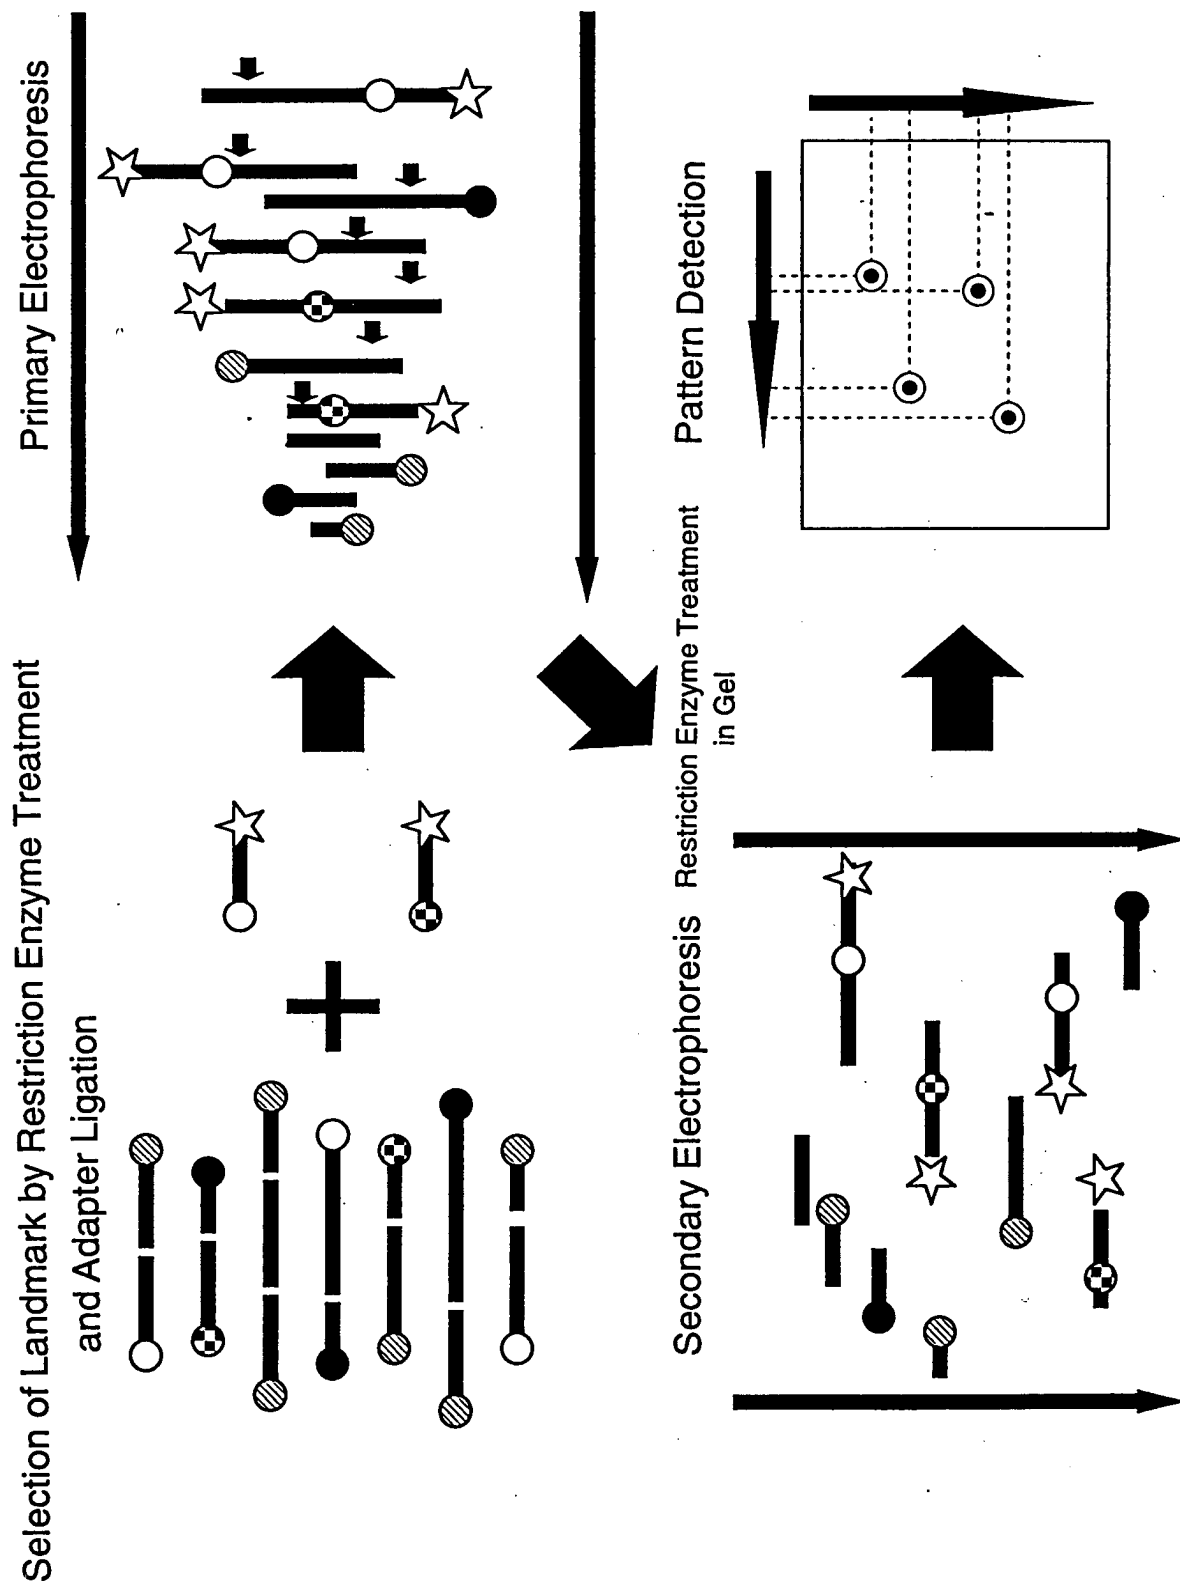 Selection of Landmark by Restriction Enzyme Treatment
and Adapter Ligation
Primary Electrophoresis
Secondary Electrophoresis
Restriction Enzyme Treatment
in Gel
Pattern Detection